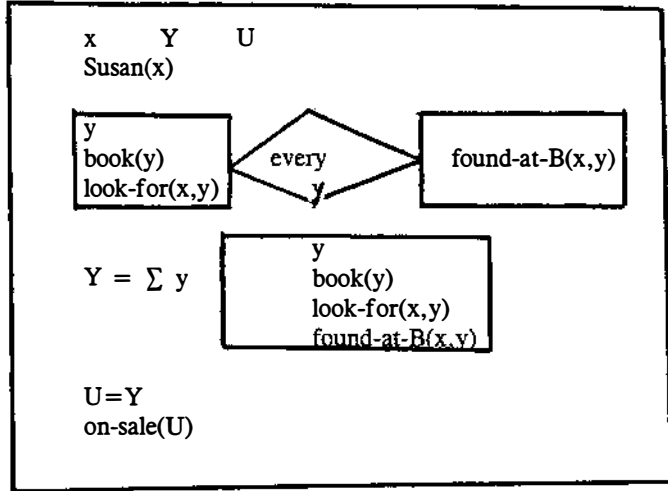 x Y U
Susan(x)
y
book(y)
look-for(x,y)
every
y
found-at-B(x,y)
Y = ∑ y
y
book(y)
look-for(x,y)
found-at-B(x,y)
U=Y
on-sale(U)